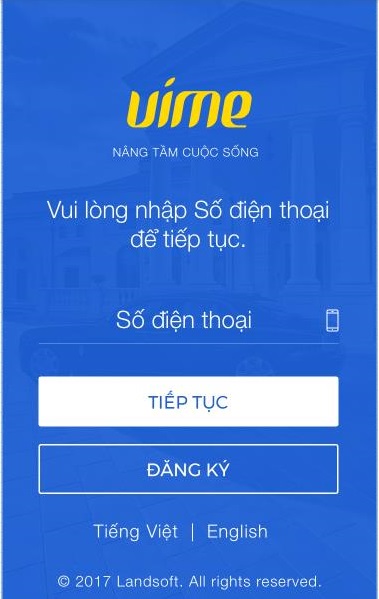 vime
NÂNG TẦM CUỘC SỐNG
Vui lòng nhập Số điện thoại
để tiếp tục.
Số điện thoại
TIẾP TỤC
ĐĂNG KÝ
Tiếng Việt | English
© 2017 Landsoft. All rights reserved.